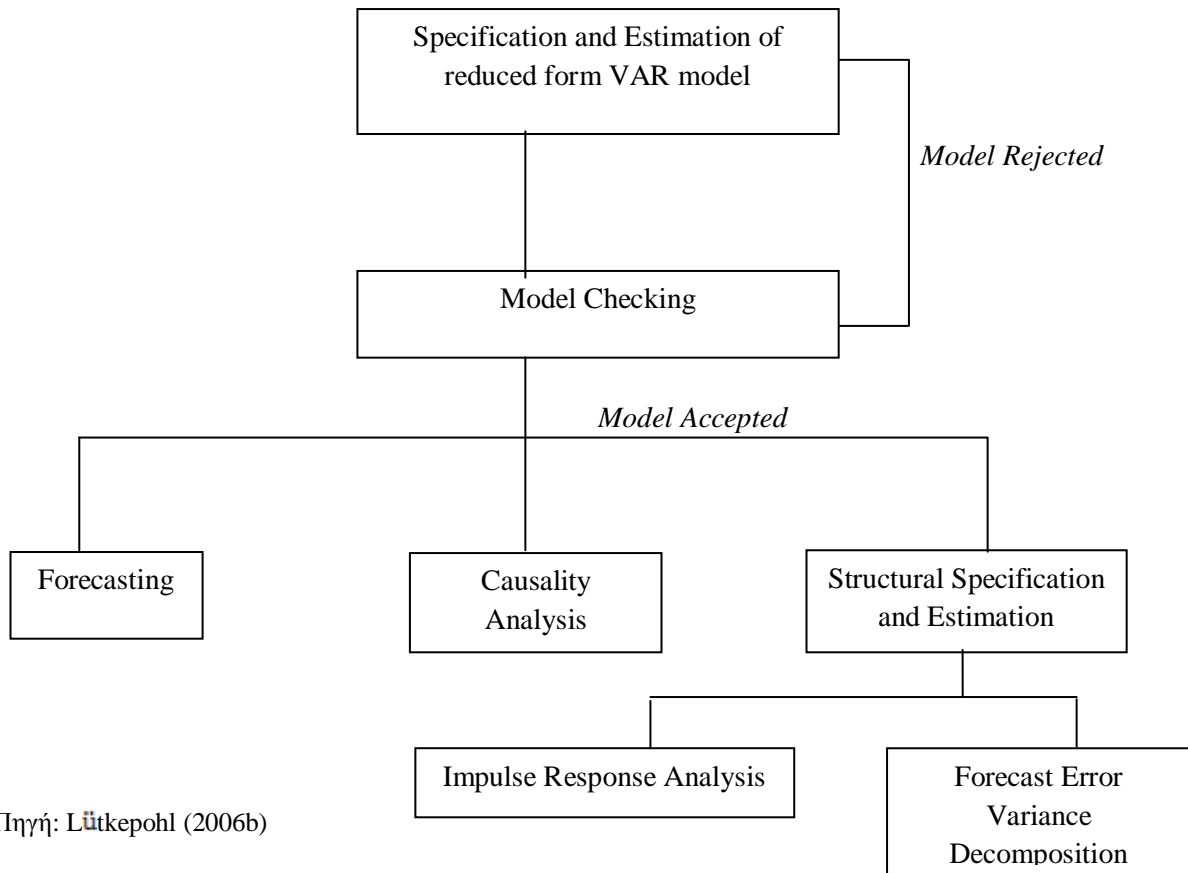 Specification and Estimation of
reduced form VAR model
Model Rejected
Model Checking
Model Accepted
Forecasting
Causality
Analysis
Structural Specification
and Estimation
Impulse Response Analysis
Forecast Error
Variance
Decomposition
Πηγή: Lütkepohl (2006b)